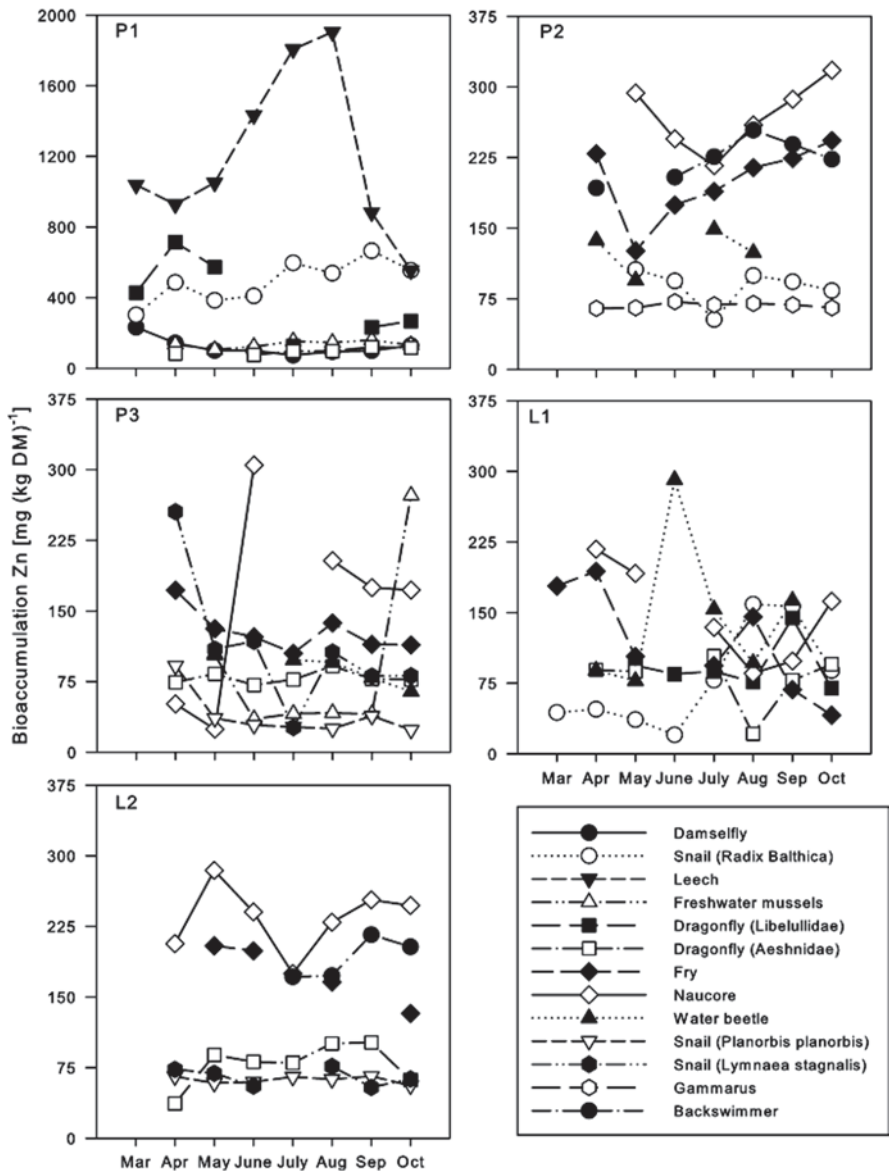 Bioaccumulation Zn [mg (kg DM)⁻¹]
P1
2000
1600
1200
800
400
0
P2
375
300
225
150
75
0
P3
375
300
225
150
75
0
L1
375
300
225
150
75
0
Mar Apr May June July Aug Sep Oct
L2
375
300
225
150
75
0
Mar Apr May June July Aug Sep Oct
Damselfly
Snail (Radix Balthica)
Leech
Freshwater mussels
Dragonfly (Libelullidae)
Dragonfly (Aeshnidae)
Fry
Naucore
Water beetle
Snail (Planorbis planorbis)
Snail (Lymnaea stagnalis)
Gammarus
Backswimmer